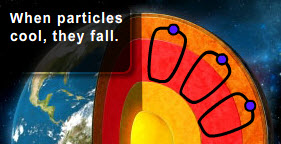 When particles
cool, they fall.